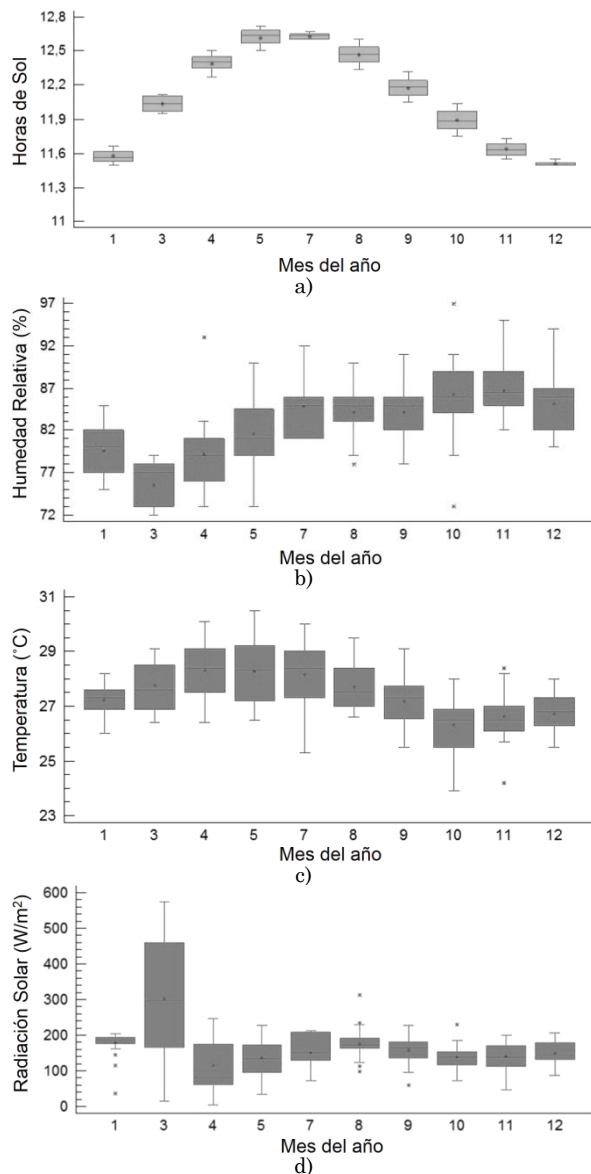 Horas de Sol
12,8
12,5
12,2
11,9
11,6
11,3
11
1 3 4 5 7 8 9 10 11 12
Mes del año
a)
Humedad Relativa (%)
97
92
87
82
77
72
1 3 4 5 7 8 9 10 11 12
Mes del año
b)
Temperatura (°C)
31
29
27
25
23
1 3 4 5 7 8 9 10 11 12
Mes del año
c)
Radiación Solar (W/m²)
600
500
400
300
200
100
0
1 3 4 5 7 8 9 10 11 12
Mes del año
d)